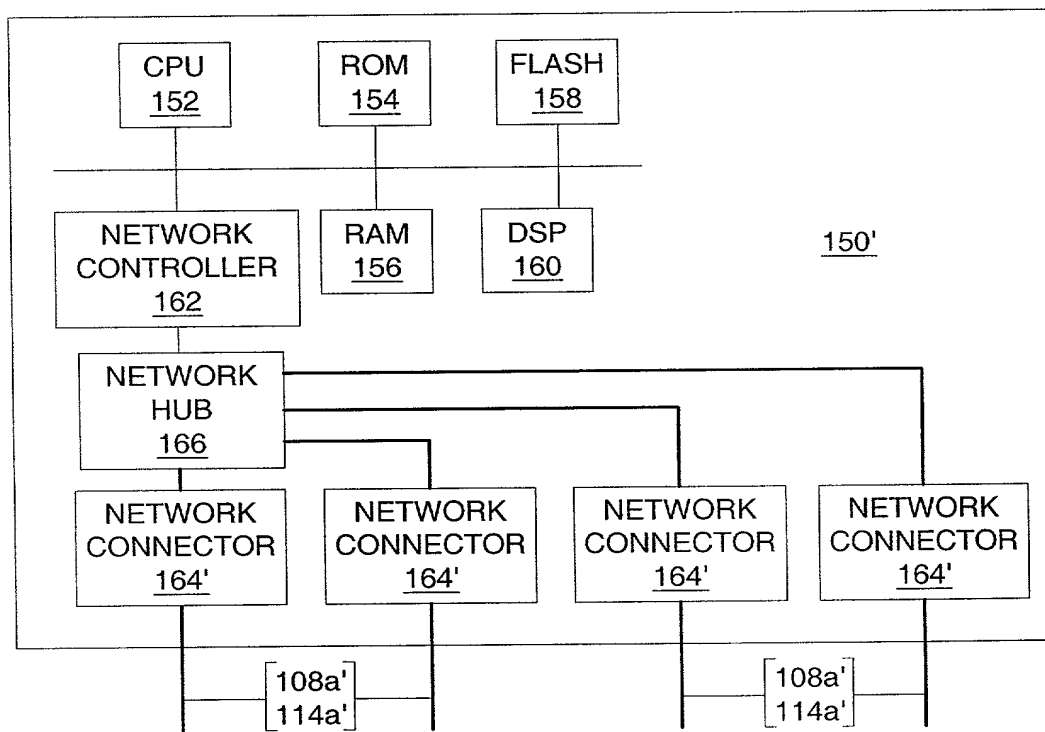 CPU
152
ROM
154
FLASH
158
NETWORK
CONTROLLER
162
RAM
156
DSP
160
150'
NETWORK
HUB
166
NETWORK
CONNECTOR
164'
NETWORK
CONNECTOR
164'
NETWORK
CONNECTOR
164'
NETWORK
CONNECTOR
164'
108a'
114a'
108a'
114a'